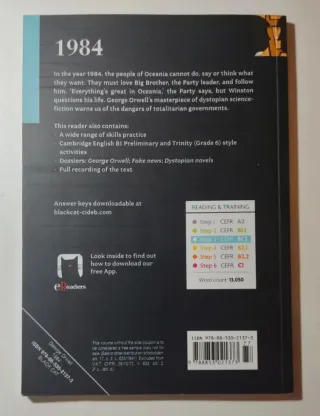 1984
In the year 1984, the people of Oceania cannot do, say or think what
they want. They must love Big Brother, the Party leader, and follow
him. 'Everything's great in Oceania,' the Party says, but Winston
questions his life. George Orwell's masterpiece of dystopian science-
fiction warns us of the dangers of totalitarian governments.
This reader also contains:
- A wide range of skills practice
- Cambridge English B1 Preliminary and Trinity (Grade 6) style
activities
- Dossiers: George Orwell; Fake news; Dystopian novels
- Full recording of the text
Answer keys downloadable at
blackcat-cideb.com
READING & TRAINING
Step 1 CEFR A2
Step 2 CEFR B1.1
CEFR
Step 4 CEFR B2.1
Step 5 CEFR B2.2
Step 6 CEFR C1
Word count 13,050
Look inside to find out
how to download our
free App.
eReaders
George Orwell
1984
BLACK CAT